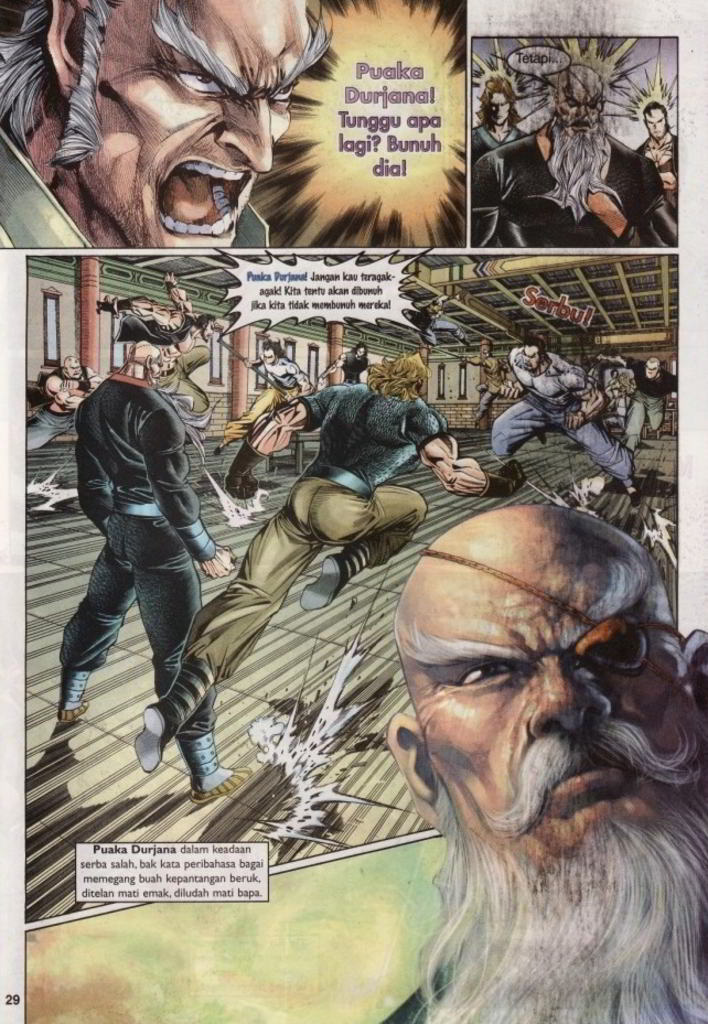 Puaka
Durjana!
Tunggu apa
lagi? Bunuh
dia!
Tetapi...
Puaka Durjana! Jangan kau teragak-
agak! Kita tentu akan dibunuh
jika kita tidak membunuh mereka!
Serbu!
Puaka Durjana dalam keadaan
serba salah, bak kata peribahasa bagai
memegang buah kepantangan beruk,
ditelan mati emak, diludah mati bapa.
29